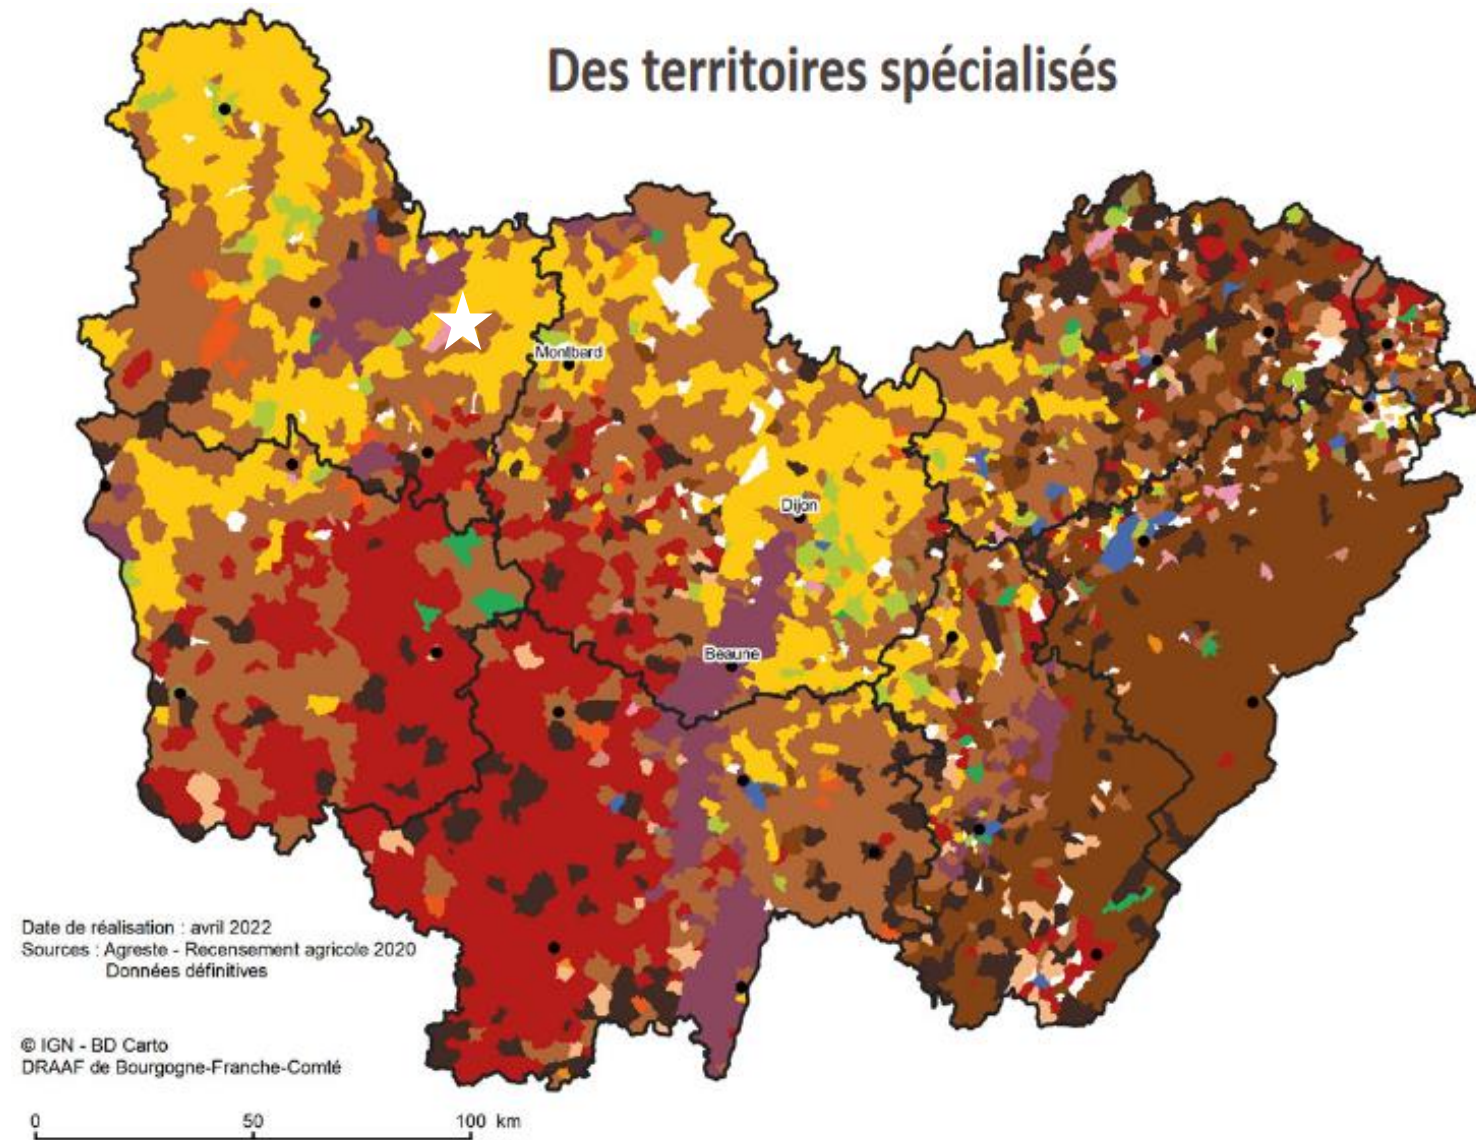 Des territoires spécialisés
Montbard
Dijon
Beaune
Date de réalisation : avril 2022
Sources : Agreste - Recensement agricole 2020
Données définitives
© IGN - BD Carto
DRAAF de Bourgogne-Franche-Comté
0 50 100 km